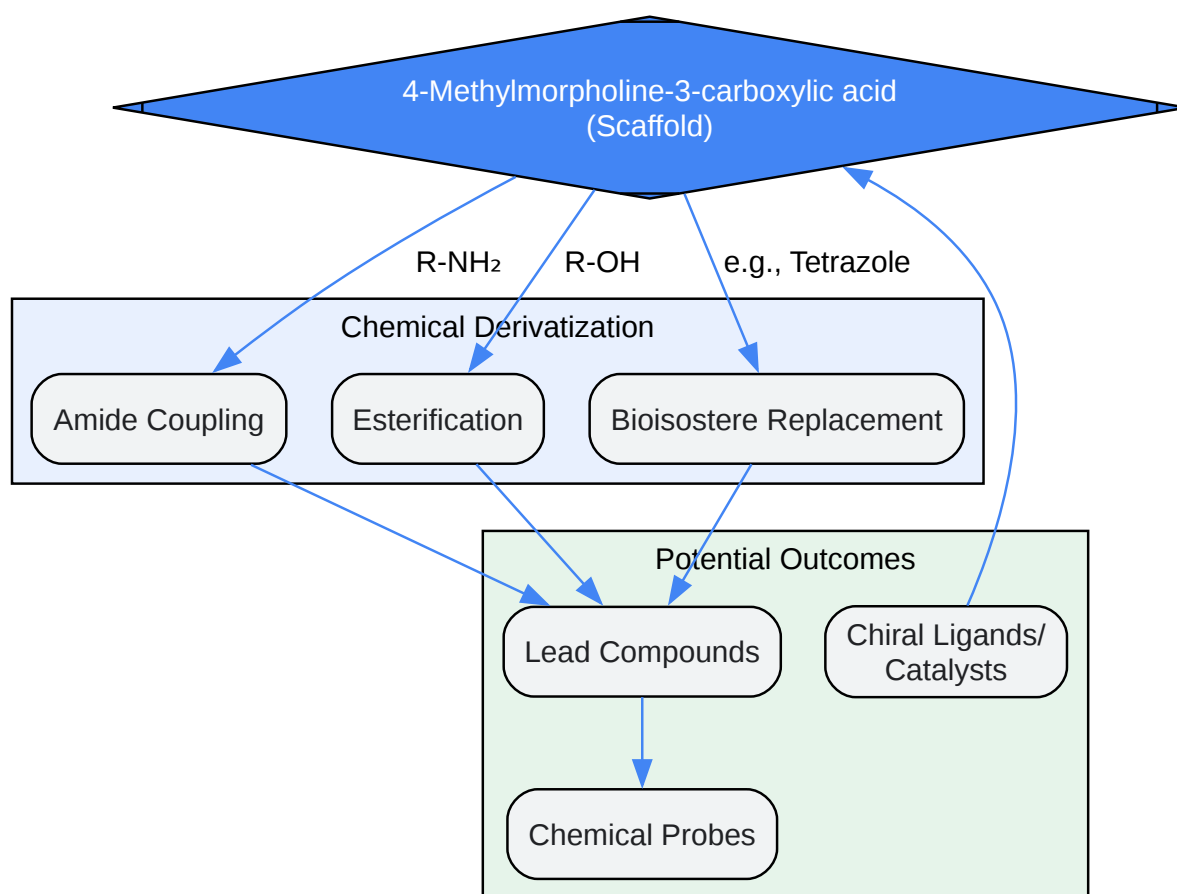 4-Methylmorpholine-3-carboxylic acid
(Scaffold)
R-NH₂
R-OH
e.g., Tetrazole
Chemical Derivatization
Amide Coupling
Esterification
Bioisostere Replacement
Potential Outcomes
Lead Compounds
Chiral Ligands/
Catalysts
Chemical Probes